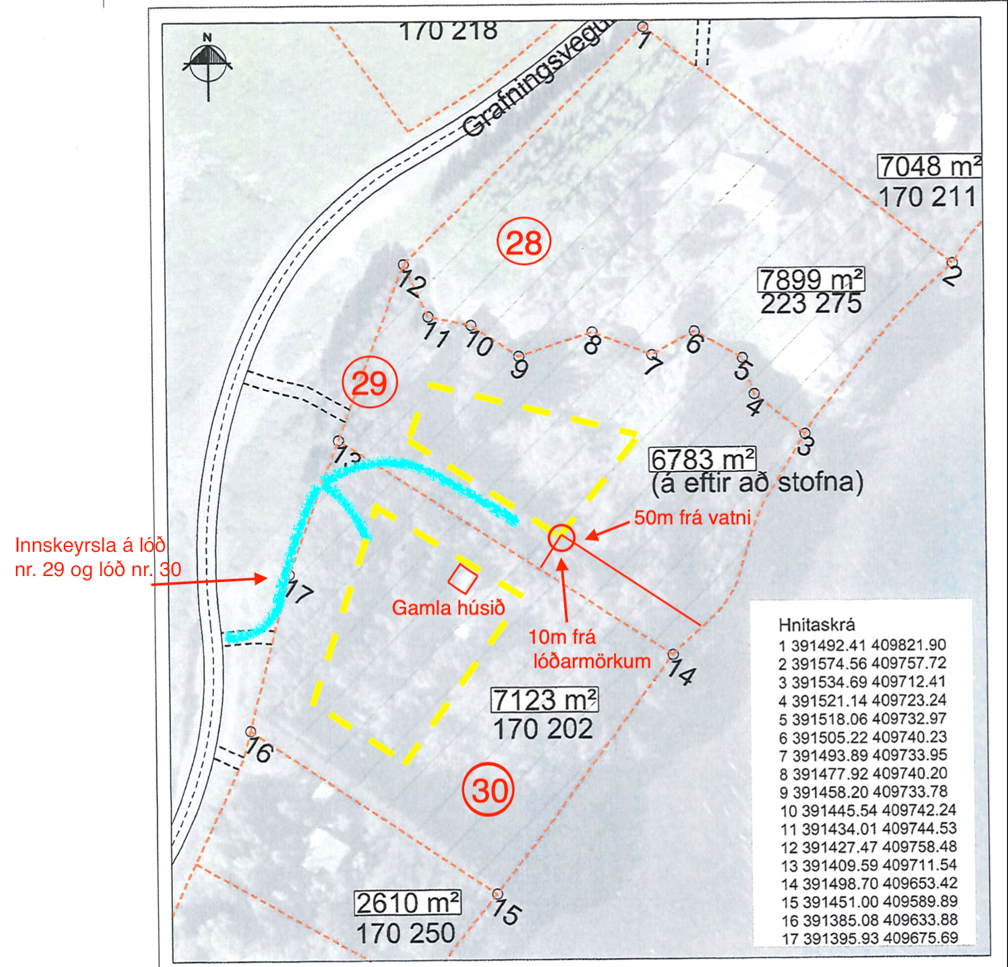 170 218
N
Grafningsvegur
1
7048 m²
170 211
28
2
12
7899 m²
223 275
11
10
9
8
7
6
5
4
3
29
13
6783 m²
(á eftir að stofna)
50m frá vatni
Innskeyrsla á lóð
nr. 29 og lóð nr. 30
17
Gamla húsið
10m frá
lóðarmörkum
14
7123 m²
170 202
16
30
15
2610 m²
170 250
Hnitaskrá
1 391492.41 409821.90
2 391574.56 409757.72
3 391534.69 409712.41
4 391521.14 409723.24
5 391518.06 409732.97
6 391505.22 409740.23
7 391493.89 409733.95
8 391477.92 409740.20
9 391458.20 409733.78
10 391445.54 409742.24
11 391434.01 409744.53
12 391427.47 409758.48
13 391409.59 409711.54
14 391498.70 409653.42
15 391451.00 409589.89
16 391385.08 409633.88
17 391395.93 409675.69